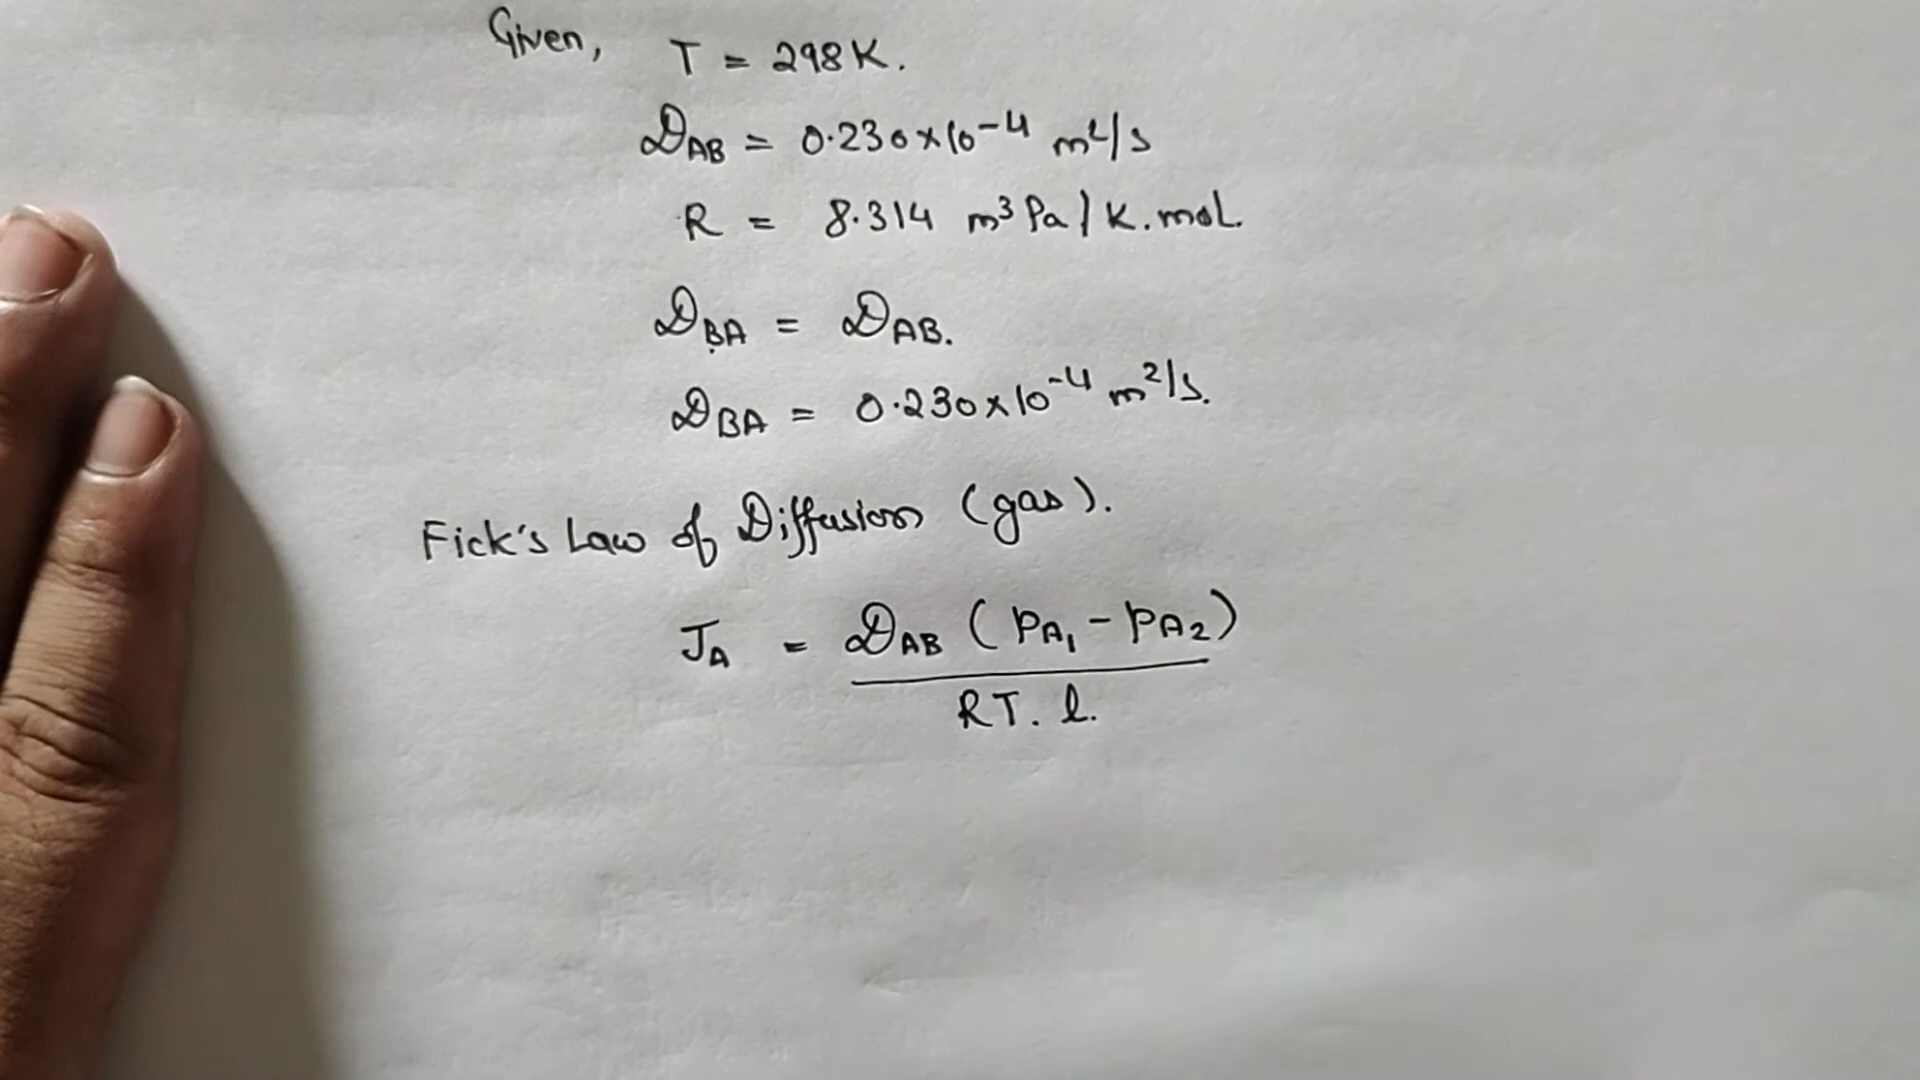 Given, T = 298 K.
𝒟AB = 0.230 × 10⁻⁴ m²/s
R = 8.314 m³ Pa / K. mol.
𝒟BA = 𝒟AB.
𝒟BA = 0.230 × 10⁻⁴ m²/s.
Fick's Law of Diffusion (gas).
JA = 𝒟AB ( PA1 - PA2 )
RT. l.